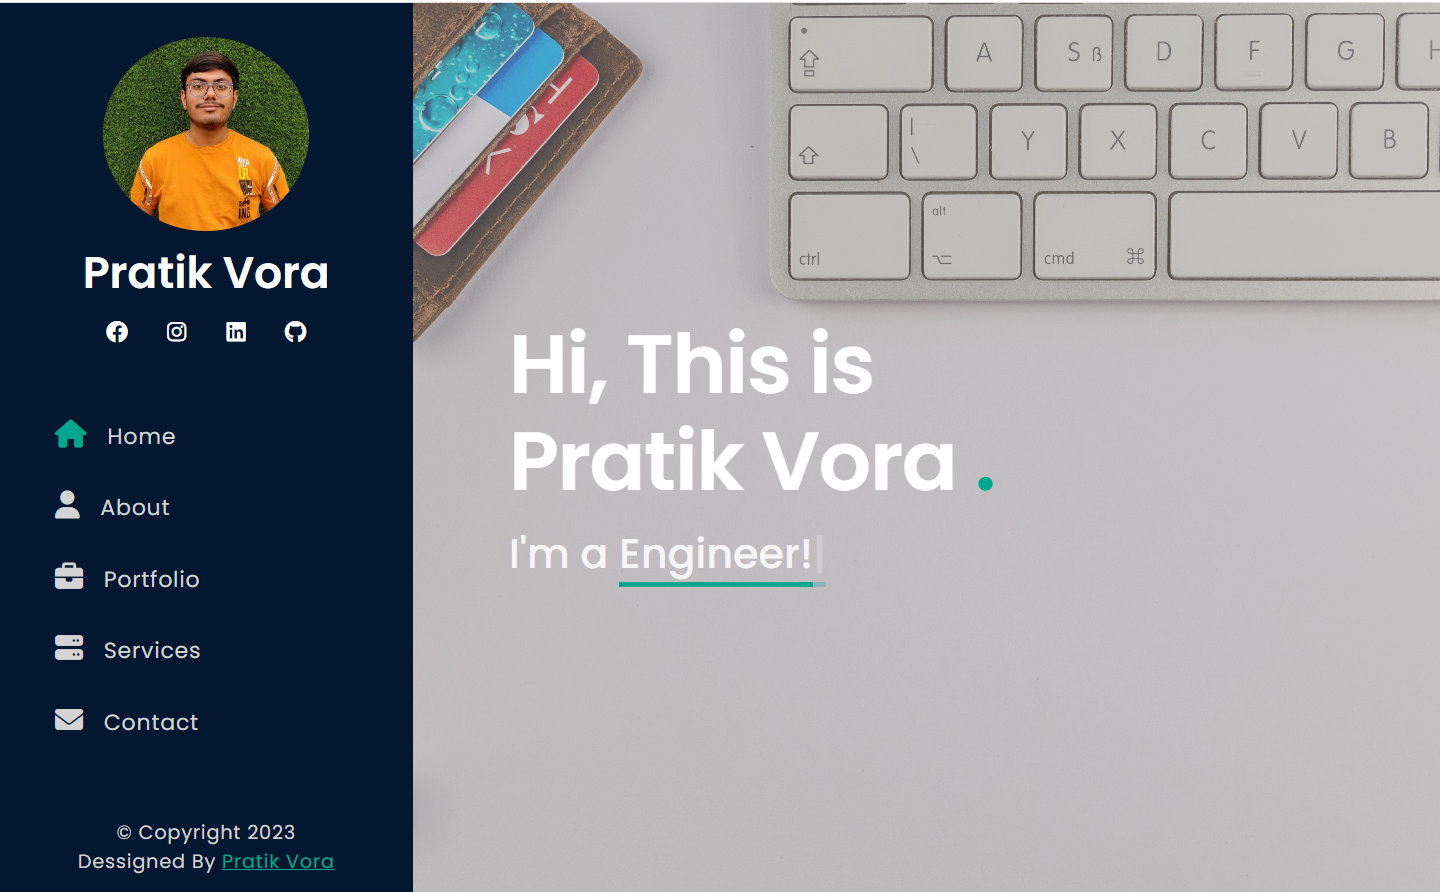 Pratik Vora
Home
About
Portfolio
Services
Contact
© Copyright 2023
Dessigned By Pratik Vora
A S ß D F G H
| \ Y X C V B
alt
ctrl cmd ⌘
Hi, This is
Pratik Vora .
I'm a Engineer!